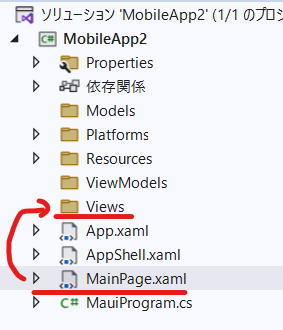 ソリューション 'MobileApp2' (1/1 のプロジ
MobileApp2
Properties
依存関係
Models
Platforms
Resources
ViewModels
Views
App.xaml
AppShell.xaml
MainPage.xaml
C# MauiProgram.cs